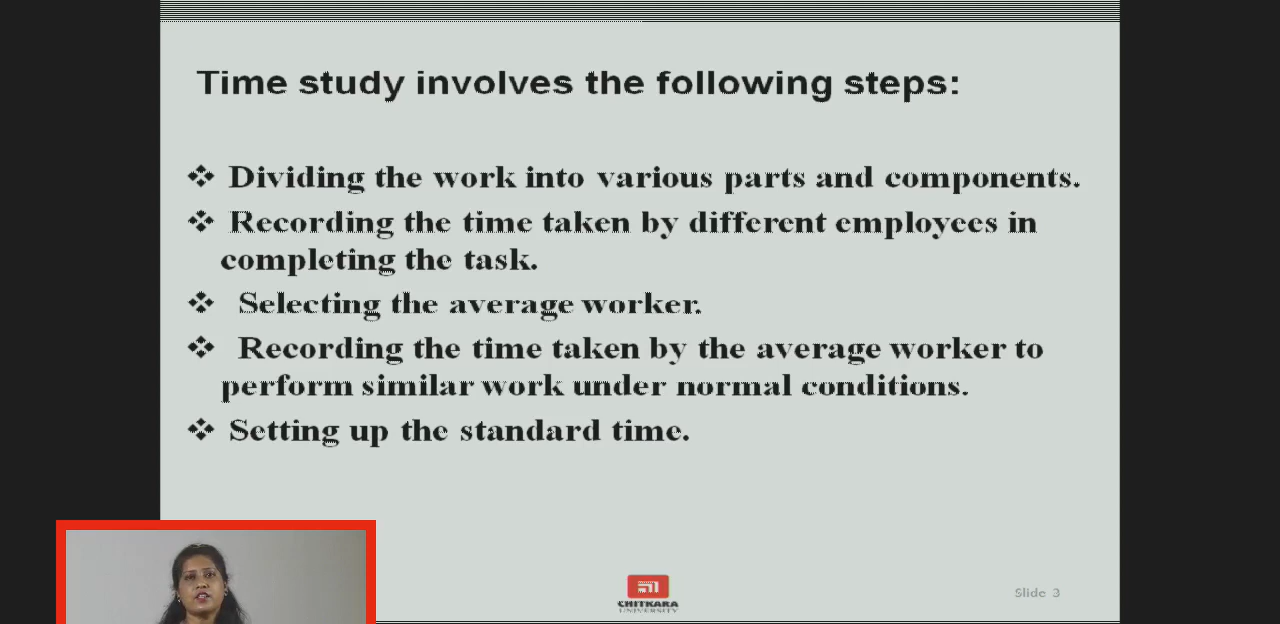 Time study involves the following steps:
❖ Dividing the work into various parts and components.
❖ Recording the time taken by different employees in
completing the task.
❖ Selecting the average worker.
❖ Recording the time taken by the average worker to
perform similar work under normal conditions.
❖ Setting up the standard time.
CHITKARA
UNIVERSITY
Slide 3